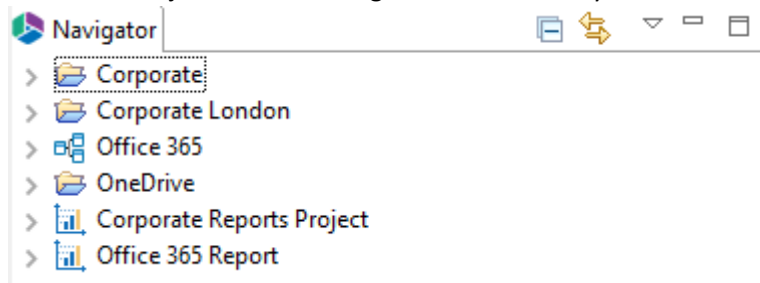 Navigator
Corporate
Corporate London
Office 365
OneDrive
Corporate Reports Project
Office 365 Report